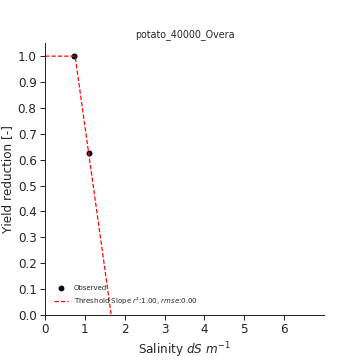 potato_40000_Overa
Yield reduction [-]
1.0
0.9
0.8
0.7
0.6
0.5
0.4
0.3
0.2
0.1
0.0
Observed
Threshold Slope r²:1.00, rmse:0.00
0 1 2 3 4 5 6
Salinity dS m⁻¹